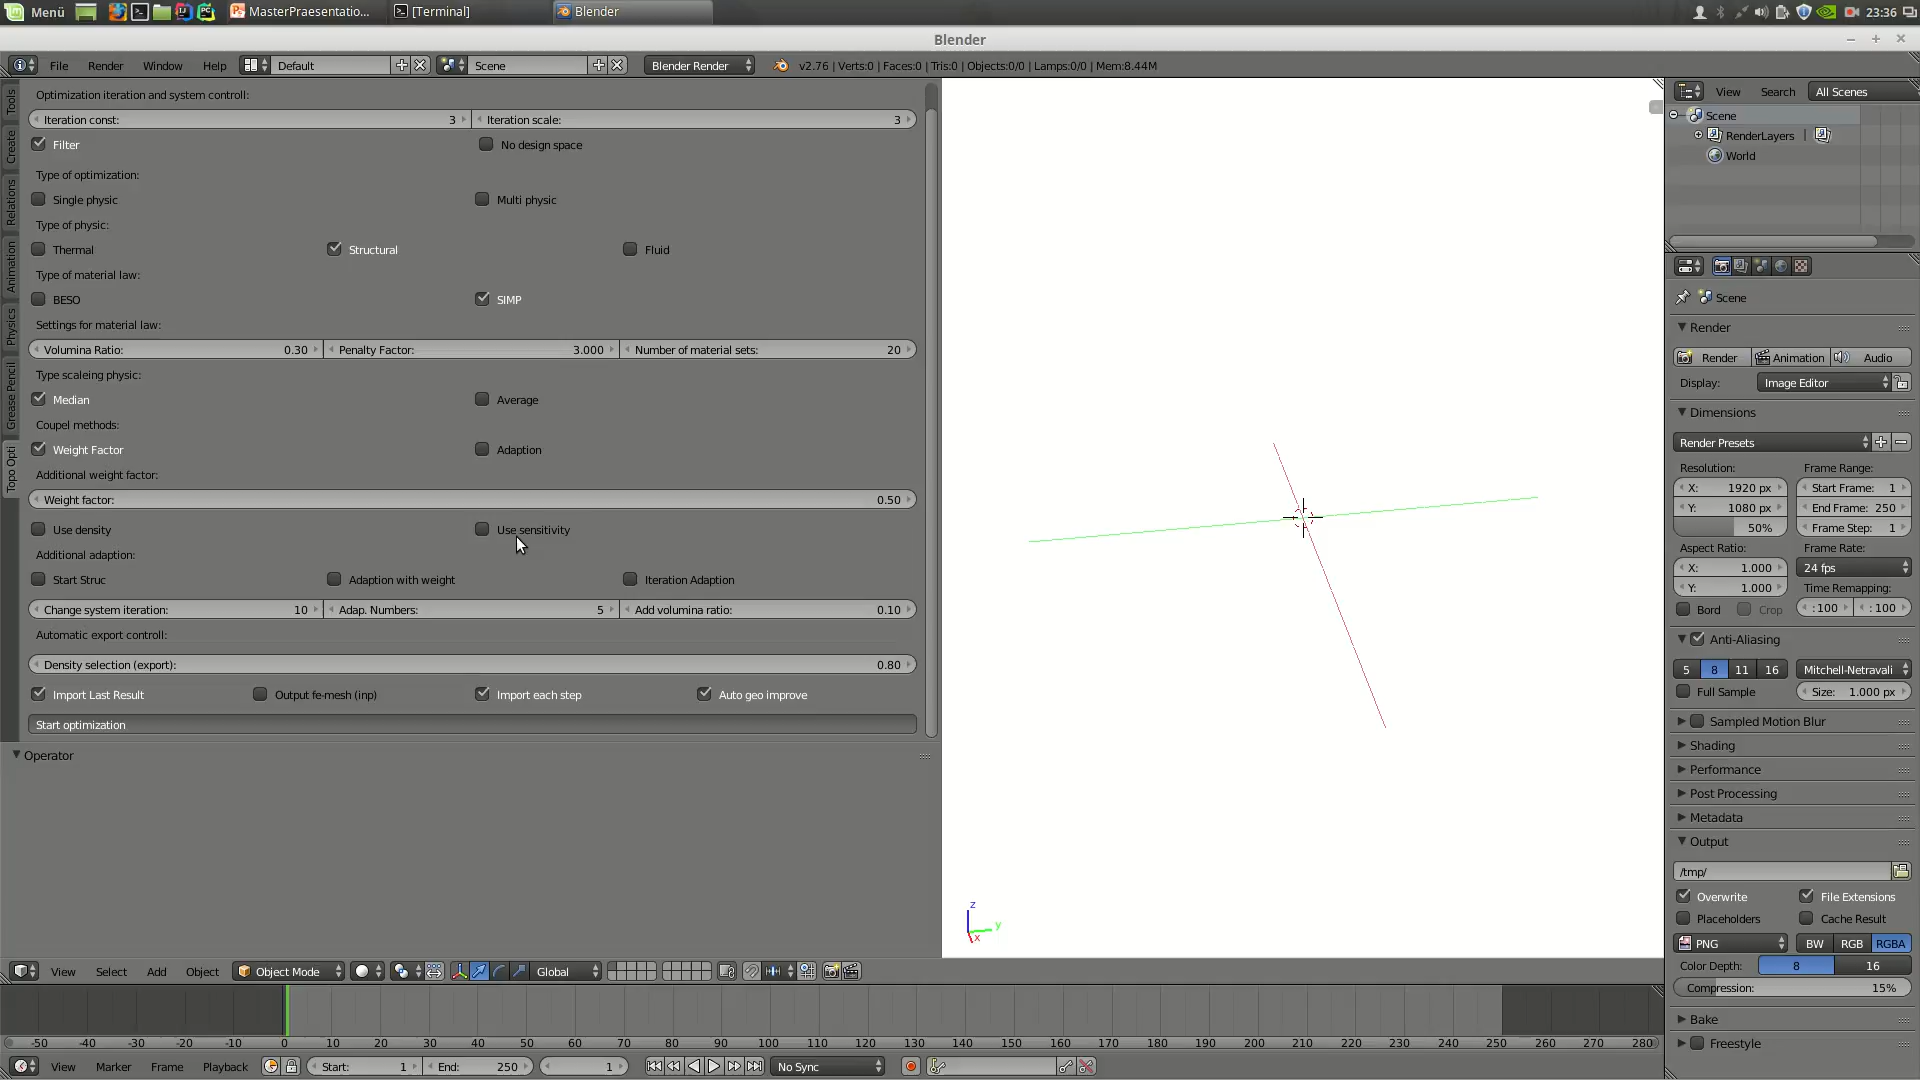 Menü MasterPraesentatio... [Terminal] Blender 23:36
Blender
File Render Window Help Default Scene Blender Render v2.76 | Verts:0 | Faces:0 | Tris:0 | Objects:0/0 | Lamps:0/0 | Mem:8.44M
Tools
Create
Relations
Animation
Physics
Grease Pencil
Topo Opti
Optimization iteration and system controll:
Iteration const: 3 Iteration scale: 3
Filter No design space
Type of optimization:
Single physic Multi physic
Type of physic:
Thermal Structural Fluid
Type of material law:
BESO SIMP
Settings for material law:
Volumina Ratio: 0.30 Penalty Factor: 3.000 Number of material sets: 20
Type scaleing physic:
Median Average
Coupel methods:
Weight Factor Adaption
Additional weight factor:
Weight factor: 0.50
Use density Use sensitivity
Additional adaption:
Start Struc Adaption with weight Iteration Adaption
Change system iteration: 10 Adap. Numbers: 5 Add volumina ratio: 0.10
Automatic export controll:
Density selection (export): 0.80
Import Last Result Output fe-mesh (inp) Import each step Auto geo improve
Start optimization
Operator
z
y
x
View Select Add Object Object Mode Global
-50 -40 -30 -20 -10 0 10 20 30 40 50 60 70 80 90 100 110 120 130 140 150 160 170 180 190 200 210 220 230 240 250 260 270 280
View Marker Frame Playback Start: 1 End: 250 1 No Sync
View Search All Scenes
Scene
RenderLayers |
World
Scene
Render
Render Animation Audio
Display: Image Editor
Dimensions
Render Presets
Resolution: Frame Range:
X: 1920 px Start Frame: 1
Y: 1080 px End Frame: 250
50% Frame Step: 1
Aspect Ratio: Frame Rate:
X: 1.000 24 fps
Y: 1.000 Time Remapping:
Bord Crop :100 :100
Anti-Aliasing
5 8 11 16 Mitchell-Netravali
Full Sample Size: 1.000 px
Sampled Motion Blur
Shading
Performance
Post Processing
Metadata
Output
/tmp/
Overwrite File Extensions
Placeholders Cache Result
PNG BW RGB RGBA
Color Depth: 8 16
Compression: 15%
Bake
Freestyle